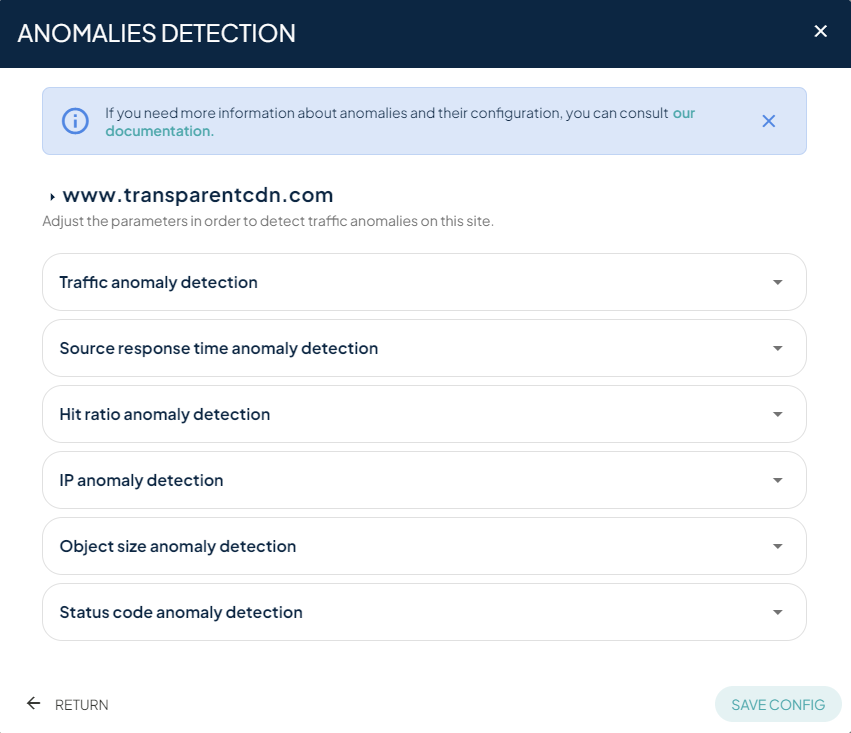 ANOMALIES DETECTION
If you need more information about anomalies and their configuration, you can consult our
documentation.
www.transparentcdn.com
Adjust the parameters in order to detect traffic anomalies on this site.
Traffic anomaly detection
Source response time anomaly detection
Hit ratio anomaly detection
IP anomaly detection
Object size anomaly detection
Status code anomaly detection
RETURN
SAVE CONFIG